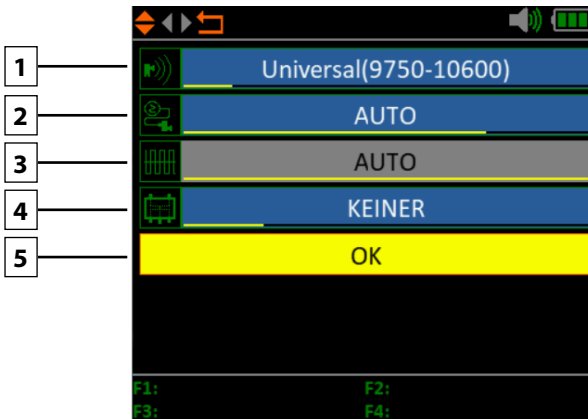 1 Universal(9750-10600)
2 AUTO
3 AUTO
4 KEINER
5 OK
F1: F2:
F3: F4: